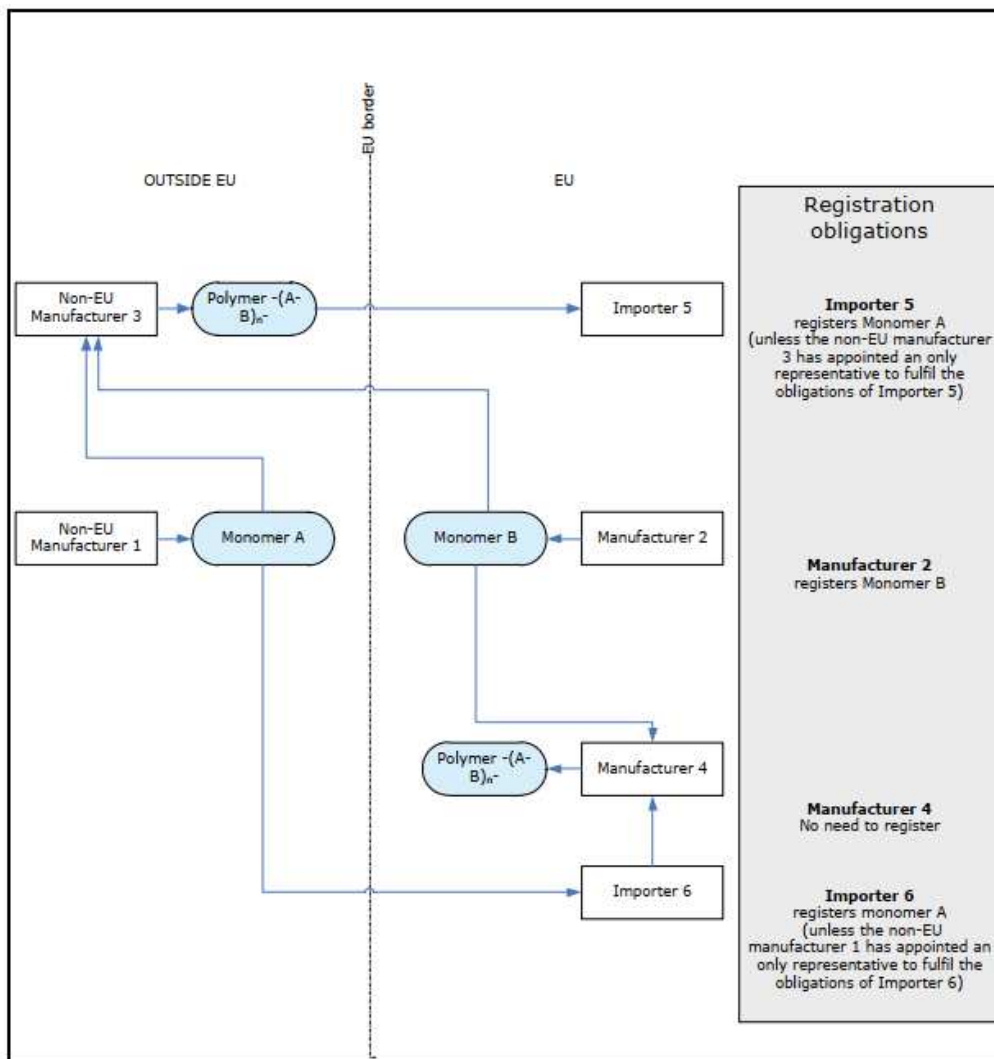 EU border
OUTSIDE EU
EU
Registration
obligations
Non-EU
Manufacturer 3
Polymer -(A-
B)ₙ-
Importer 5
Importer 5
registers Monomer A
(unless the non-EU manufacturer
3 has appointed an only
representative to fulfil the
obligations of Importer 5)
Non-EU
Manufacturer 1
Monomer A
Monomer B
Manufacturer 2
Manufacturer 2
registers Monomer B
Polymer -(A-
B)ₙ-
Manufacturer 4
Manufacturer 4
No need to register
Importer 6
Importer 6
registers monomer A
(unless the non-EU
manufacturer 1 has appointed an
only representative to fulfil the
obligations of Importer 6)